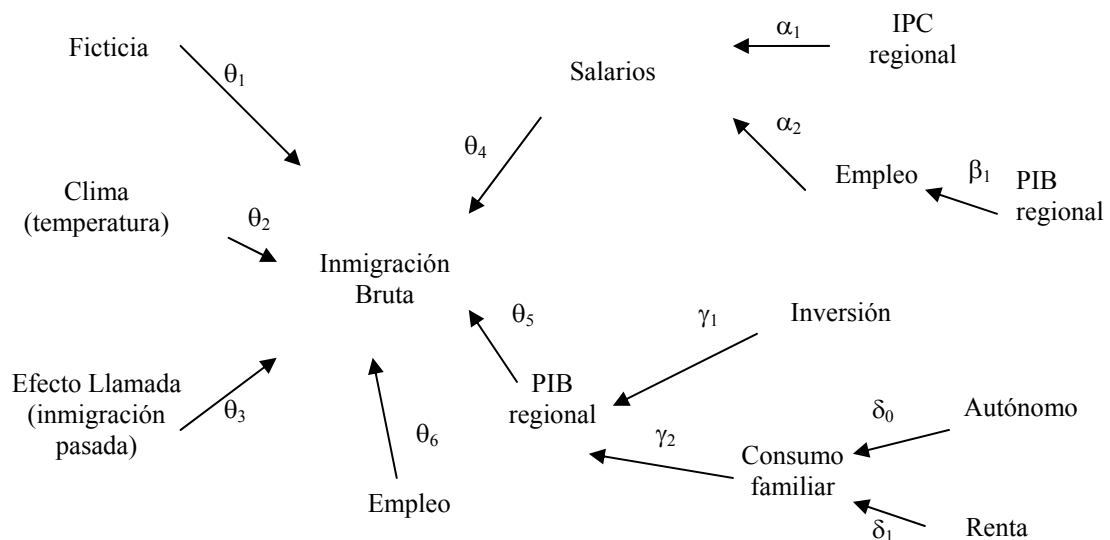 Ficticia
θ1
Clima
(temperatura)
θ2
Efecto Llamada
(inmigración
pasada)
θ3
Inmigración
Bruta
θ4
Salarios
α1
IPC
regional
α2
Empleo
β1
PIB
regional
θ5
PIB
regional
γ1
Inversión
γ2
Consumo
familiar
δ0
Autónomo
δ1
Renta
θ6
Empleo